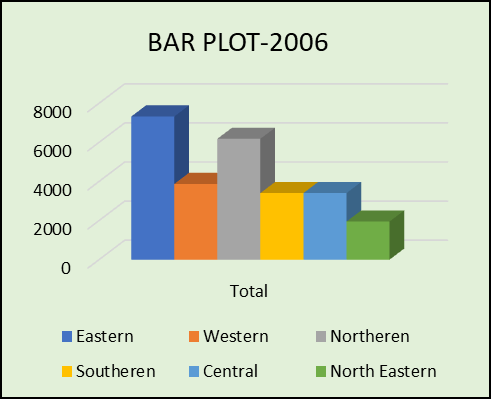 BAR PLOT-2006
8000
6000
4000
2000
0
Total
Eastern Western Northeren
Southeren Central North Eastern